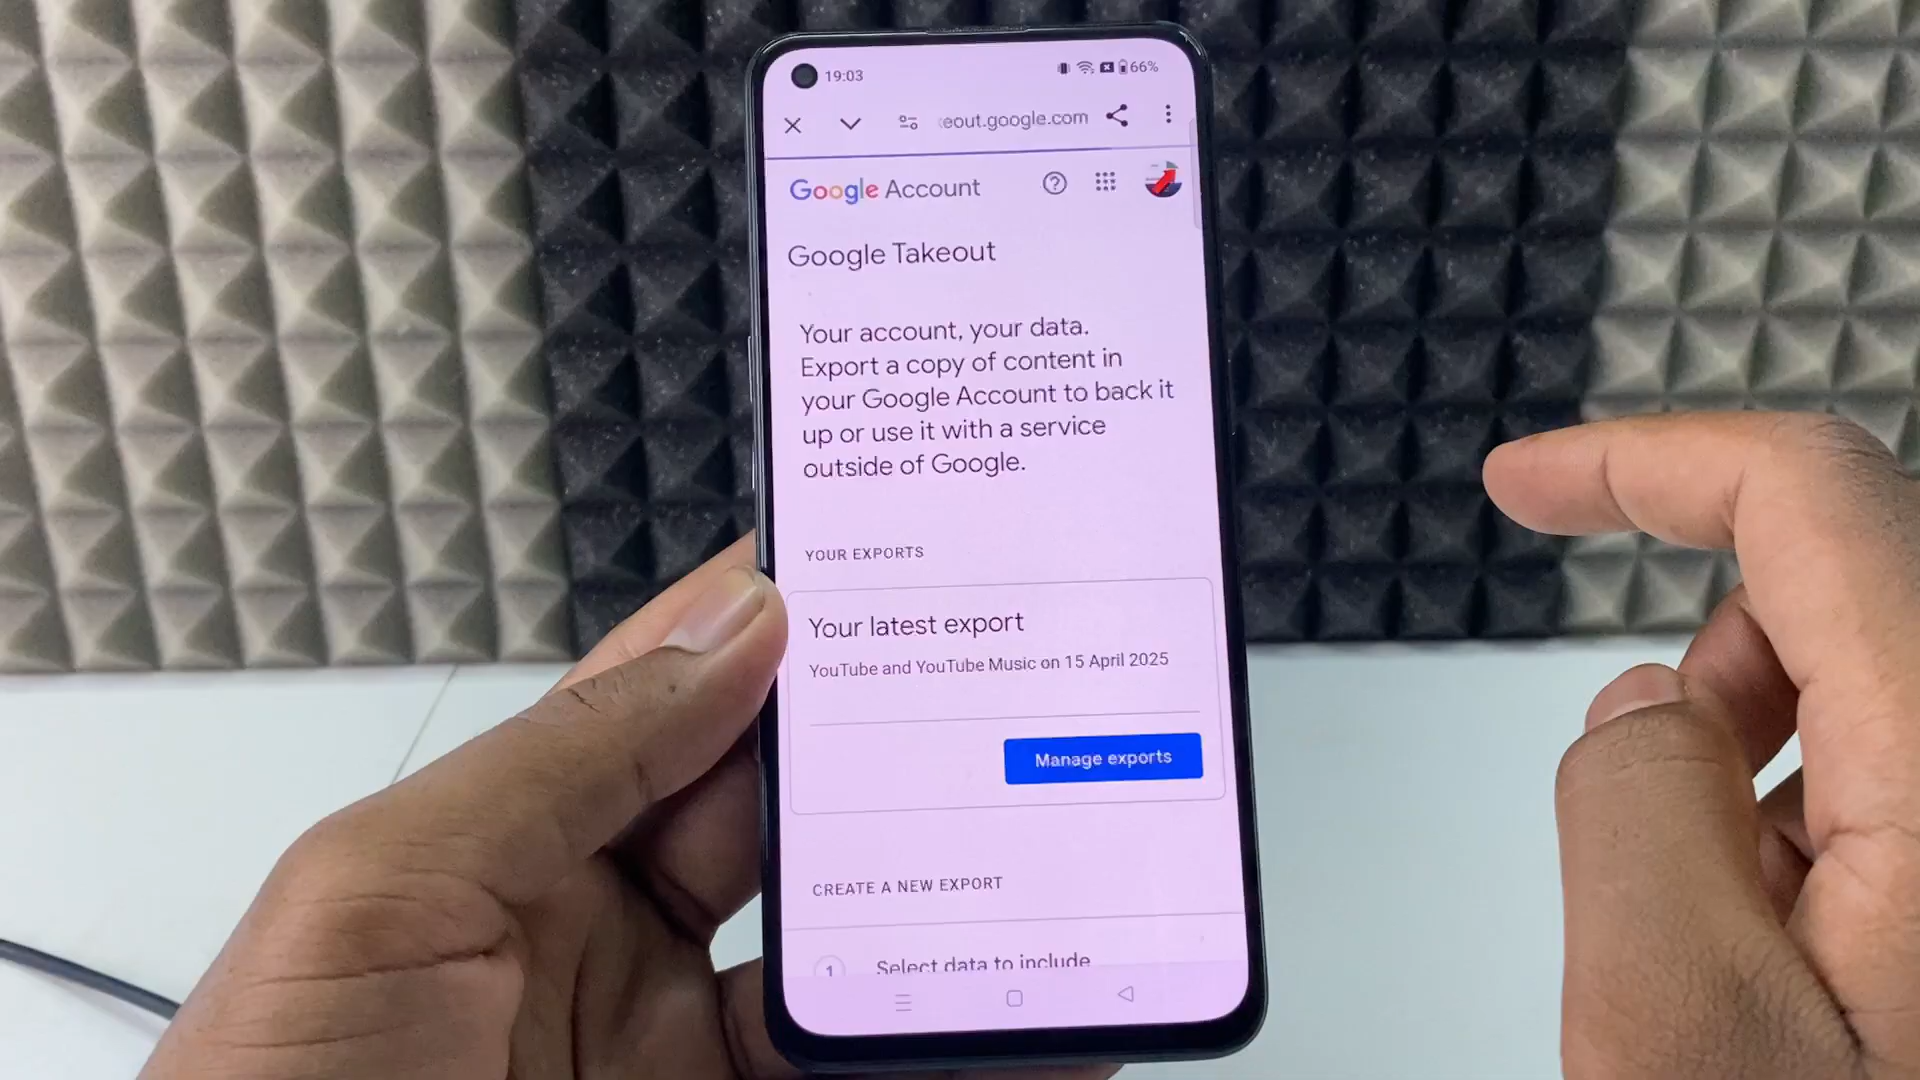 19:03
66%
eout.google.com
Google Account
Google Takeout
Your account, your data.
Export a copy of content in
your Google Account to back it
up or use it with a service
outside of Google.
YOUR EXPORTS
Your latest export
YouTube and YouTube Music on 15 April 2025
Manage exports
CREATE A NEW EXPORT
1 Select data to include